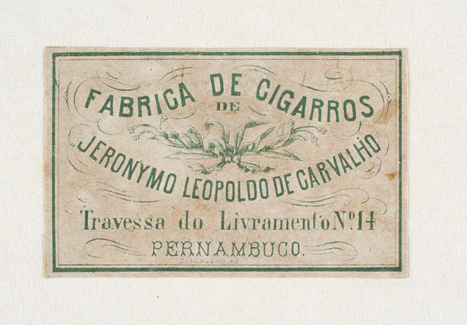 FABRICA DE CIGARROS
DE
JERONYMO LEOPOLDO DE CARVALHO
Travessa do Livramento Nº 14
PERNAMBUCO.